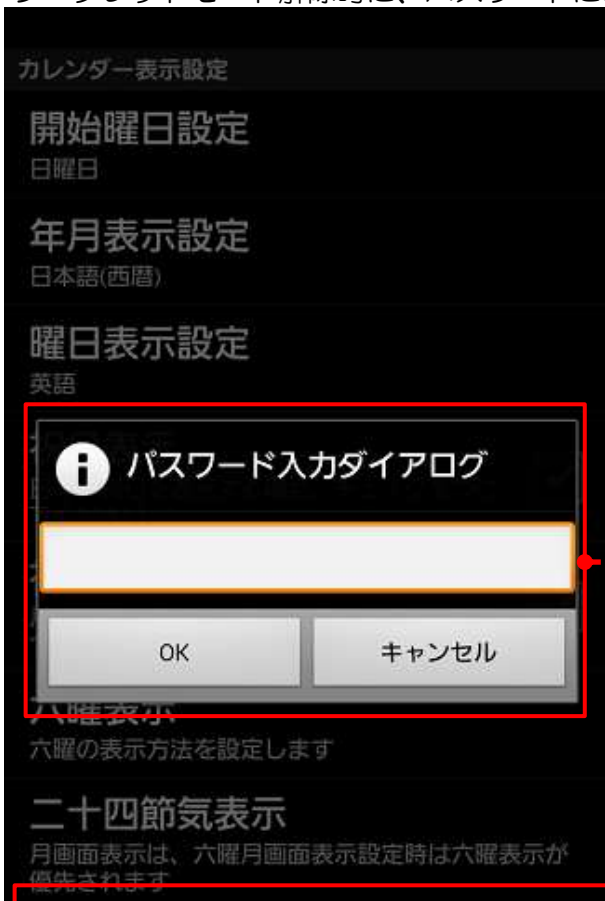 カレンダー表示設定
開始曜日設定
日曜日
年月表示設定
日本語(西暦)
曜日表示設定
英語
パスワード入力ダイアログ
OK
キャンセル
六曜表示
六曜の表示方法を設定します
二十四節気表示
月画面表示は、六曜月画面表示設定時は六曜表示が
優先されます